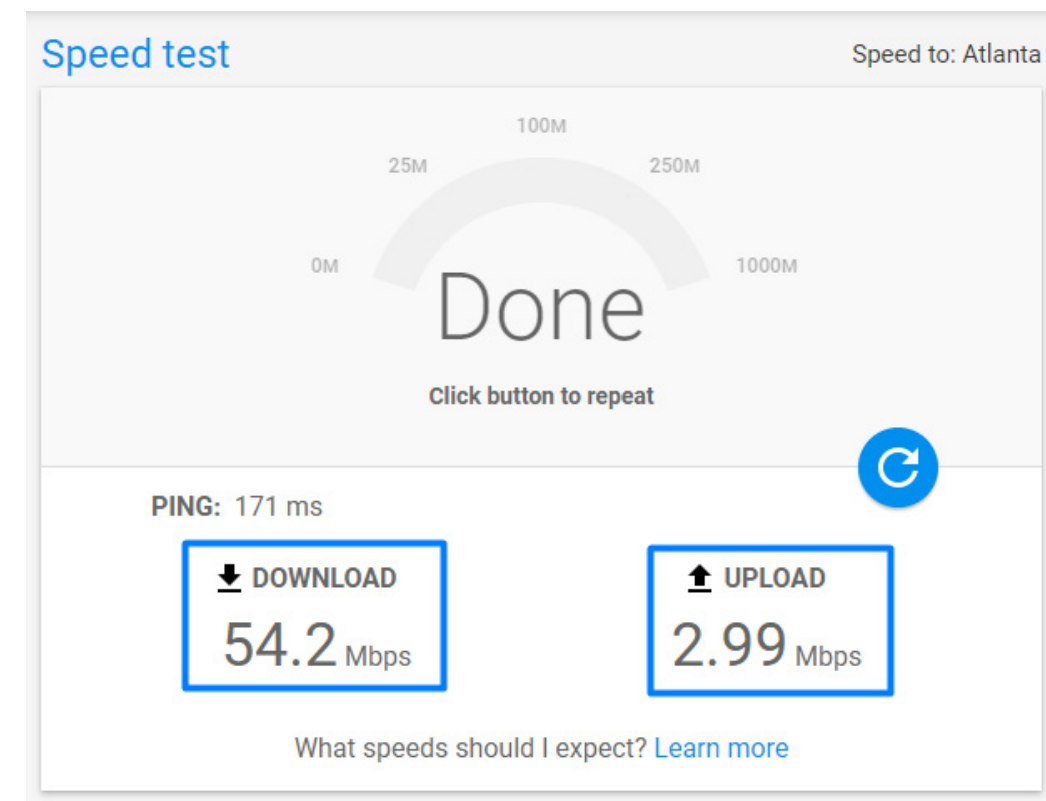 Speed test
Speed to: Atlanta
100M
25M
250M
0M
1000M
Done
Click button to repeat
PING: 171 ms
DOWNLOAD
UPLOAD
54.2 Mbps
2.99 Mbps
What speeds should I expect? Learn more